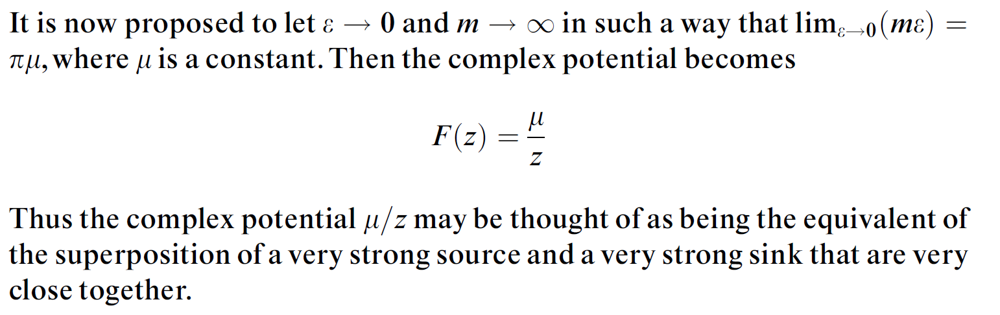 It is now proposed to let ε → 0 and m → ∞ in such a way that lim_{ε→0}(mε) =
πμ, where μ is a constant. Then the complex potential becomes
F(z) = μ/z
Thus the complex potential μ/z may be thought of as being the equivalent of
the superposition of a very strong source and a very strong sink that are very
close together.